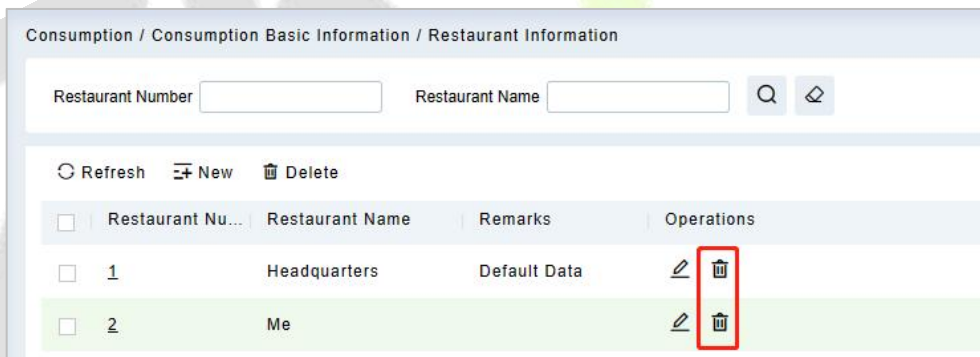 Consumption / Consumption Basic Information / Restaurant Information
Restaurant Number Restaurant Name
Refresh New Delete
Restaurant Nu... Restaurant Name Remarks Operations
1 Headquarters Default Data
2 Me